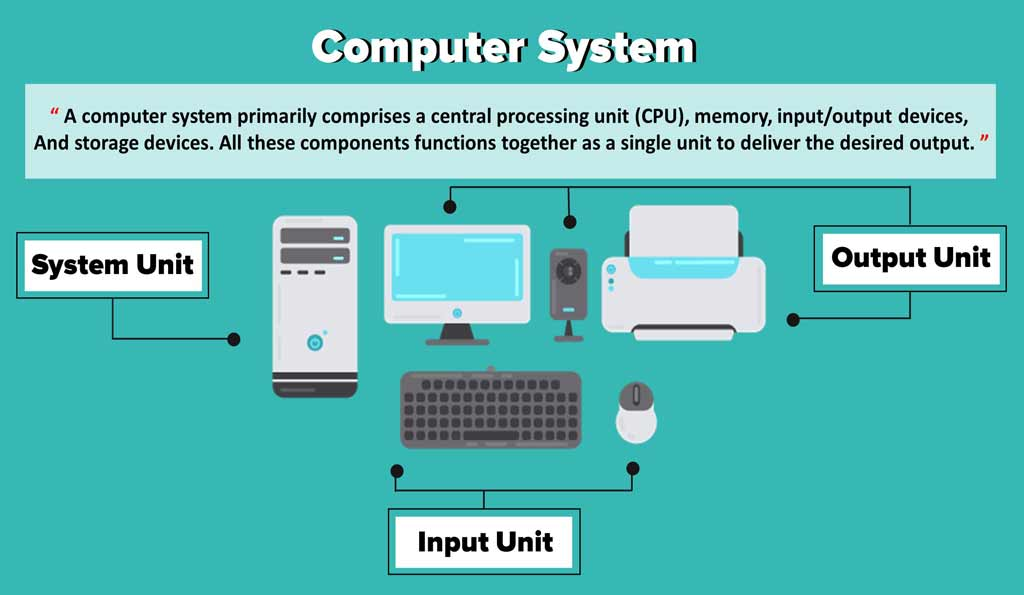 Computer System
“ A computer system primarily comprises a central processing unit (CPU), memory, input/output devices,
And storage devices. All these components functions together as a single unit to deliver the desired output. ”
System Unit
Output Unit
Input Unit